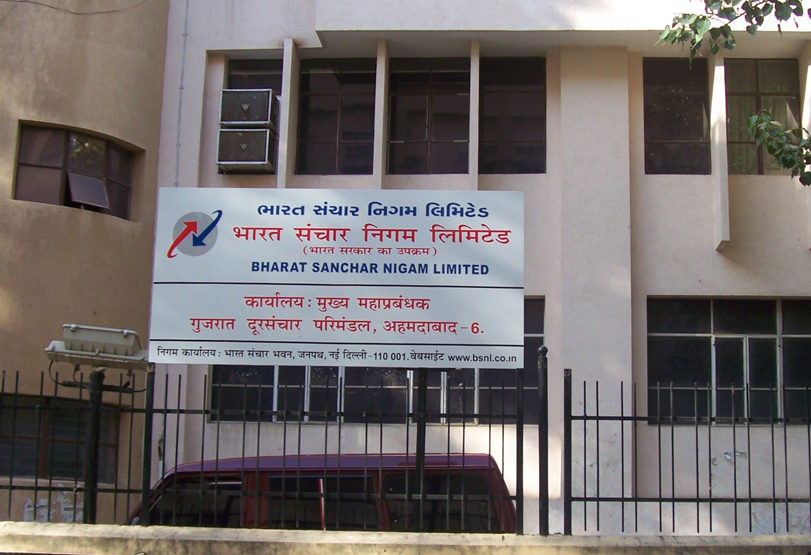 ભારત સંચાર નિગમ લિમિટેડ
भारत संचार निगम लिमिटेड
(भारत सरकार का उपक्रम)
BHARAT SANCHAR NIGAM LIMITED
कार्यालय : मुख्य महाप्रबंधक
गुजरात दूरसंचार परिमंडल, अहमदाबाद-6.
निगम कार्यालय : भारत संचार भवन, जनपथ, नई दिल्ली-110 001. वेबसाईट www.bsnl.co.in